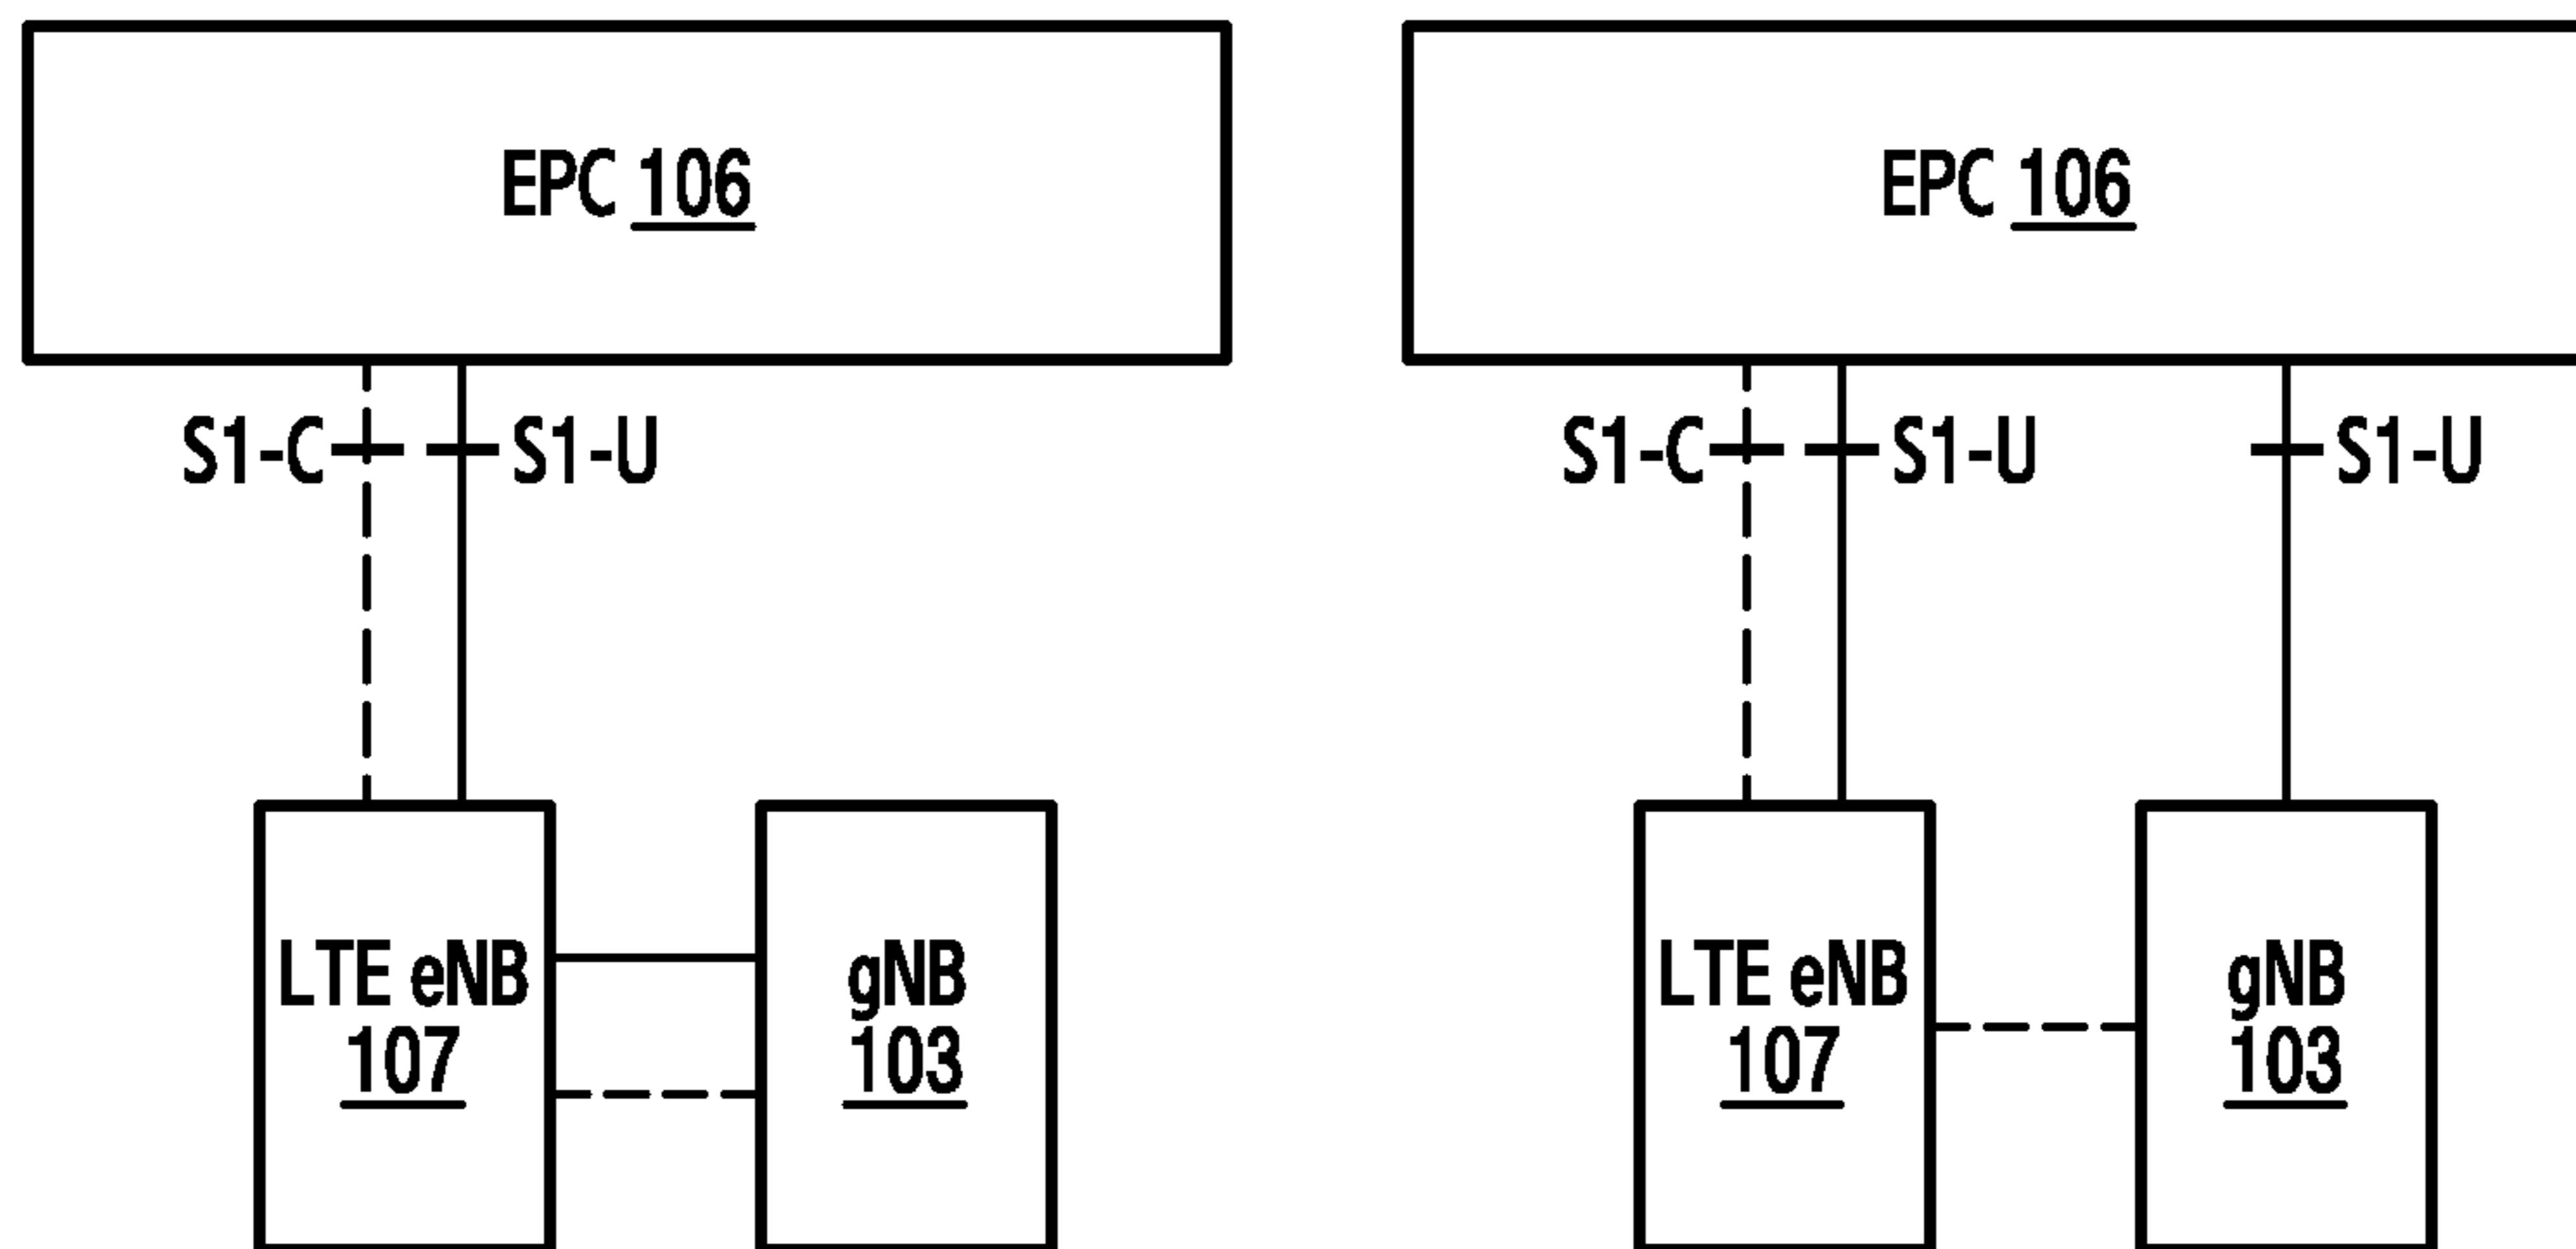 EPC 106
S1-C
S1-U
LTE eNB
107
gNB
103
EPC 106
S1-C
S1-U
S1-U
LTE eNB
107
gNB
103